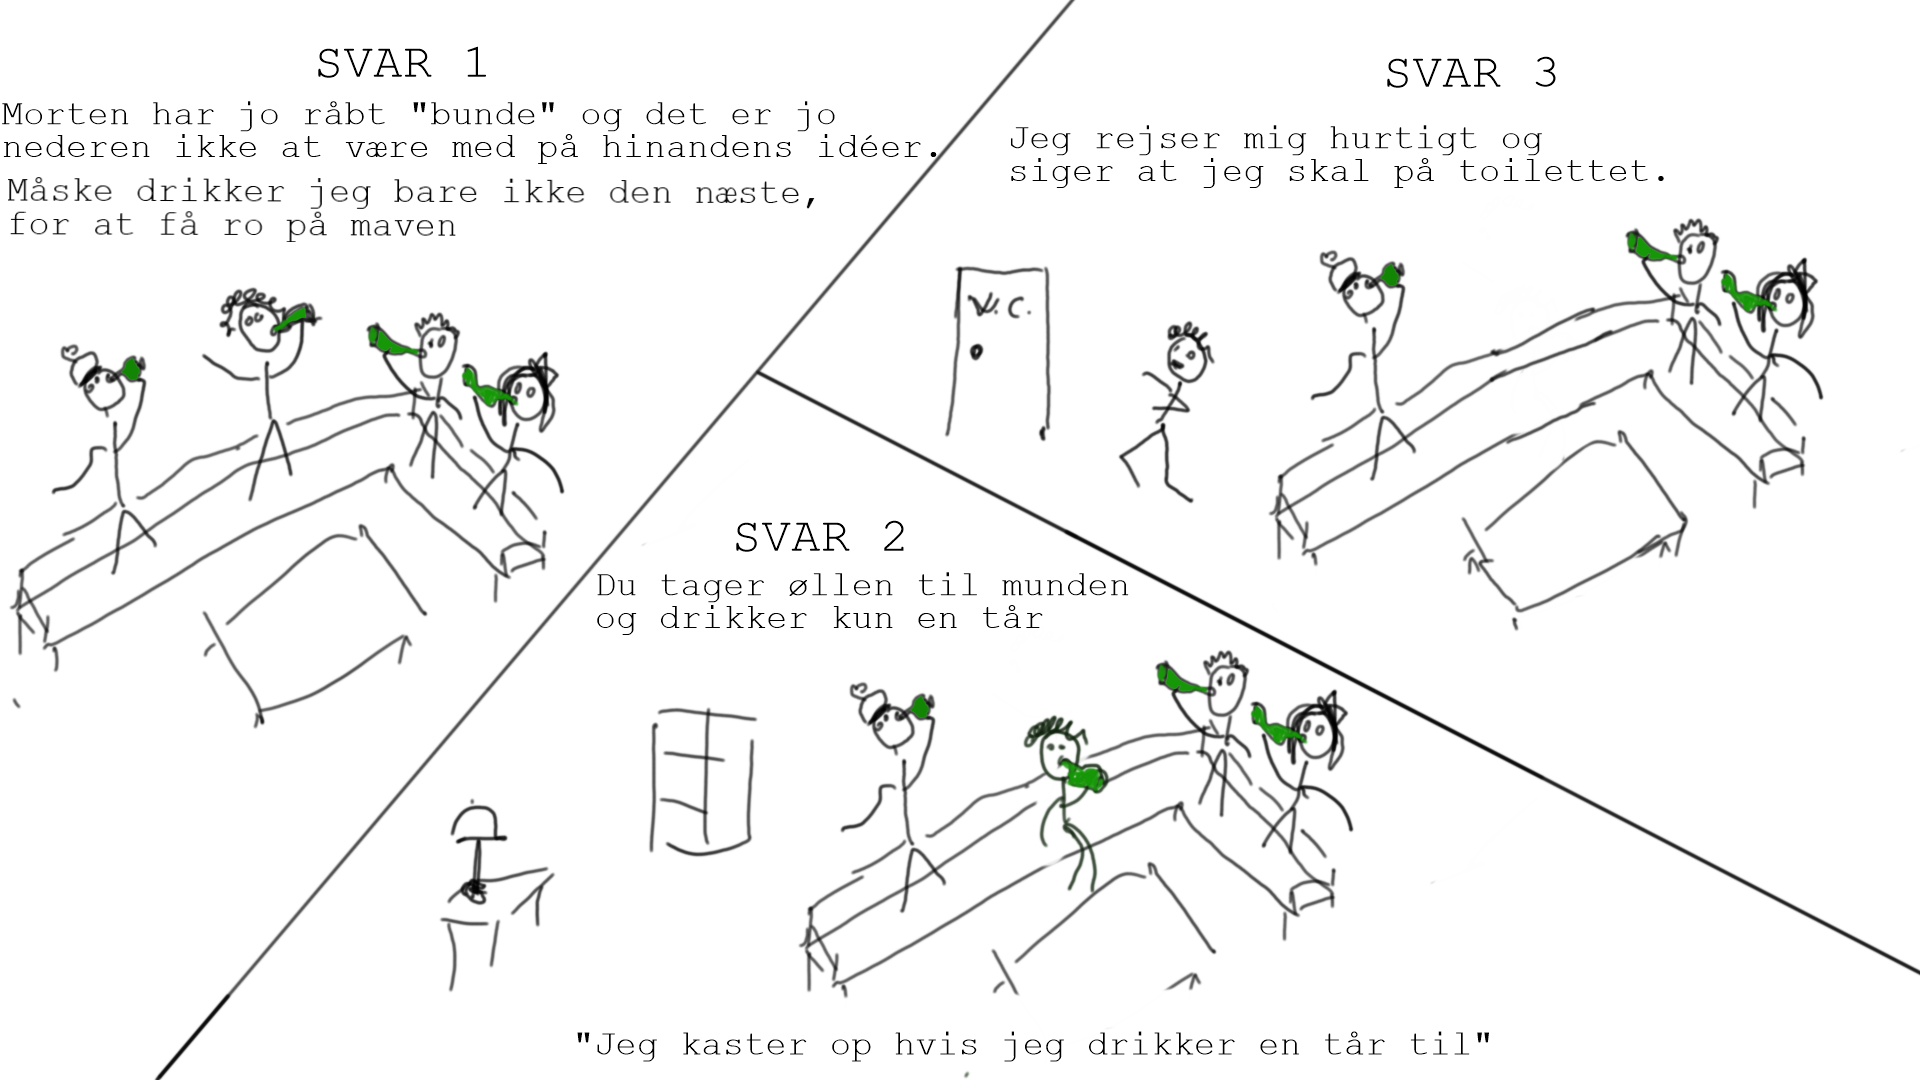 SVAR 1
Morten har jo råbt "bunde" og det er jo
nederen ikke at være med på hinandens idéer.
Måske drikker jeg bare ikke den næste,
for at få ro på maven
SVAR 3
Jeg rejser mig hurtigt og
siger at jeg skal på toilettet.
W.C.
SVAR 2
Du tager øllen til munden
og drikker kun en tår
"Jeg kaster op hvis jeg drikker en tår til"